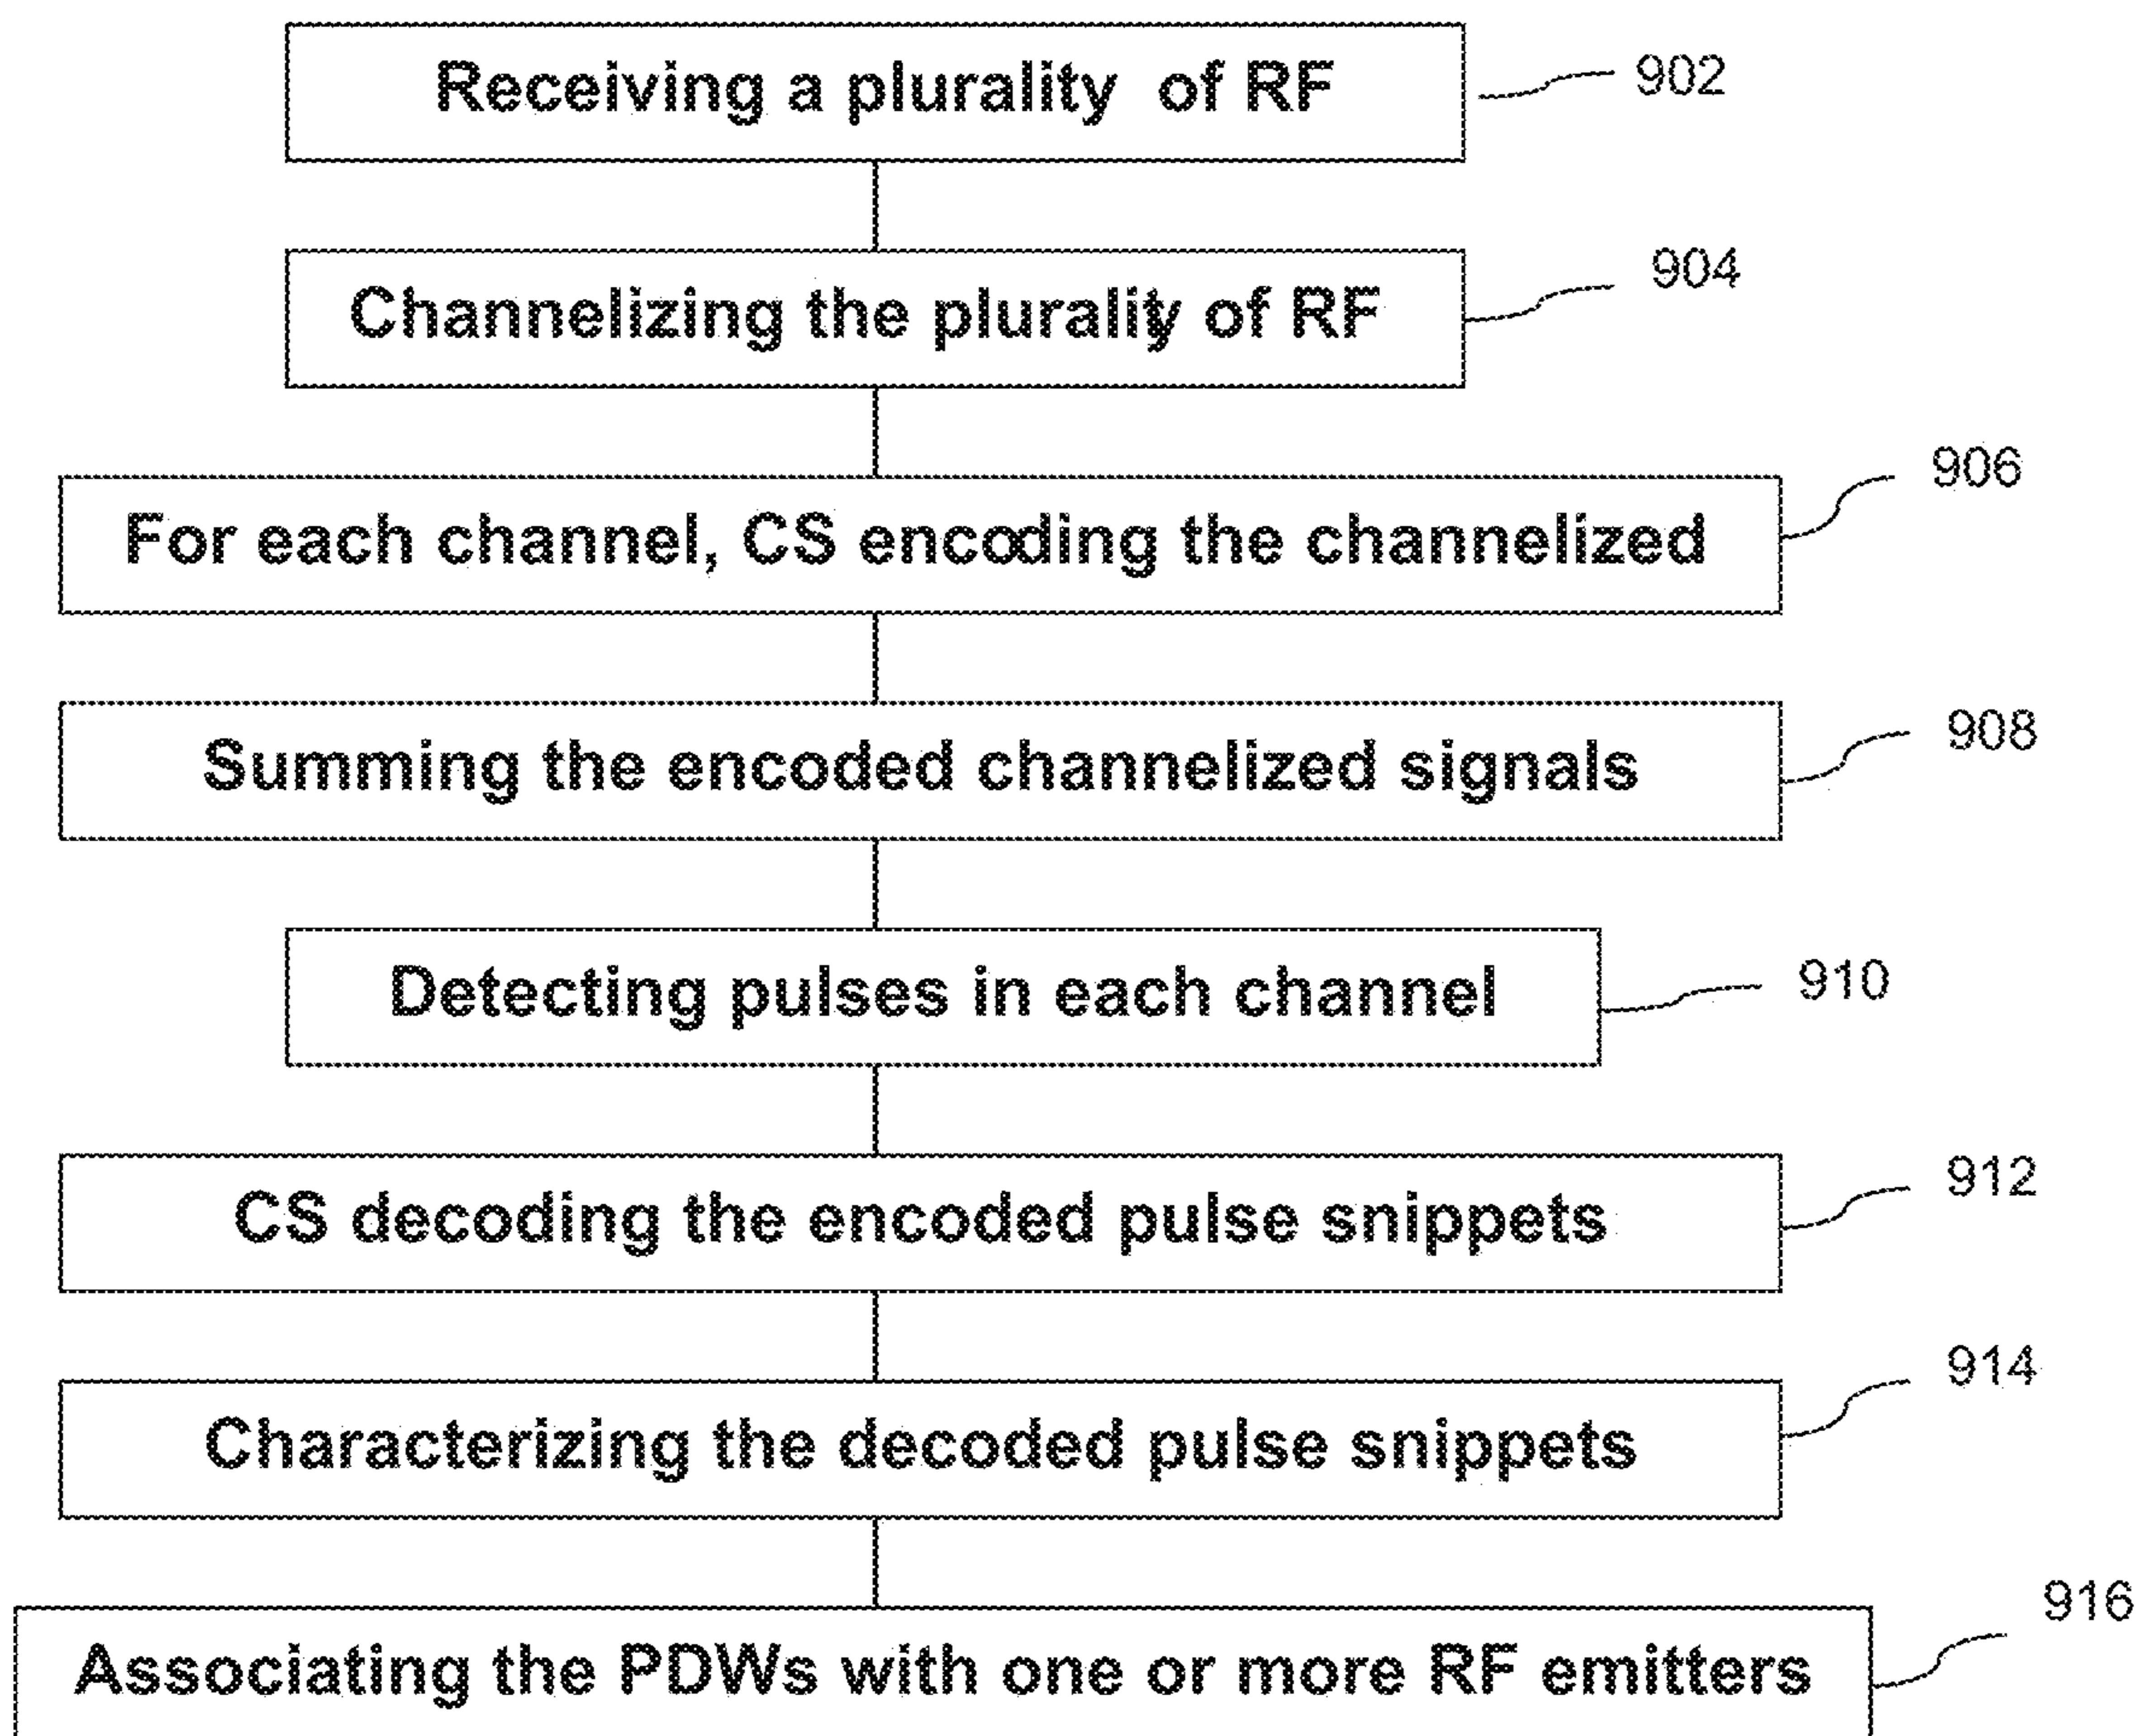 Receiving a plurality of RF
902
Channelizing the plurality of RF
904
For each channel, CS encoding the channelized
906
Summing the encoded channelized signals
908
Detecting pulses in each channel
910
CS decoding the encoded pulse snippets
912
Characterizing the decoded pulse snippets
914
Associating the PDWs with one or more RF emitters
916